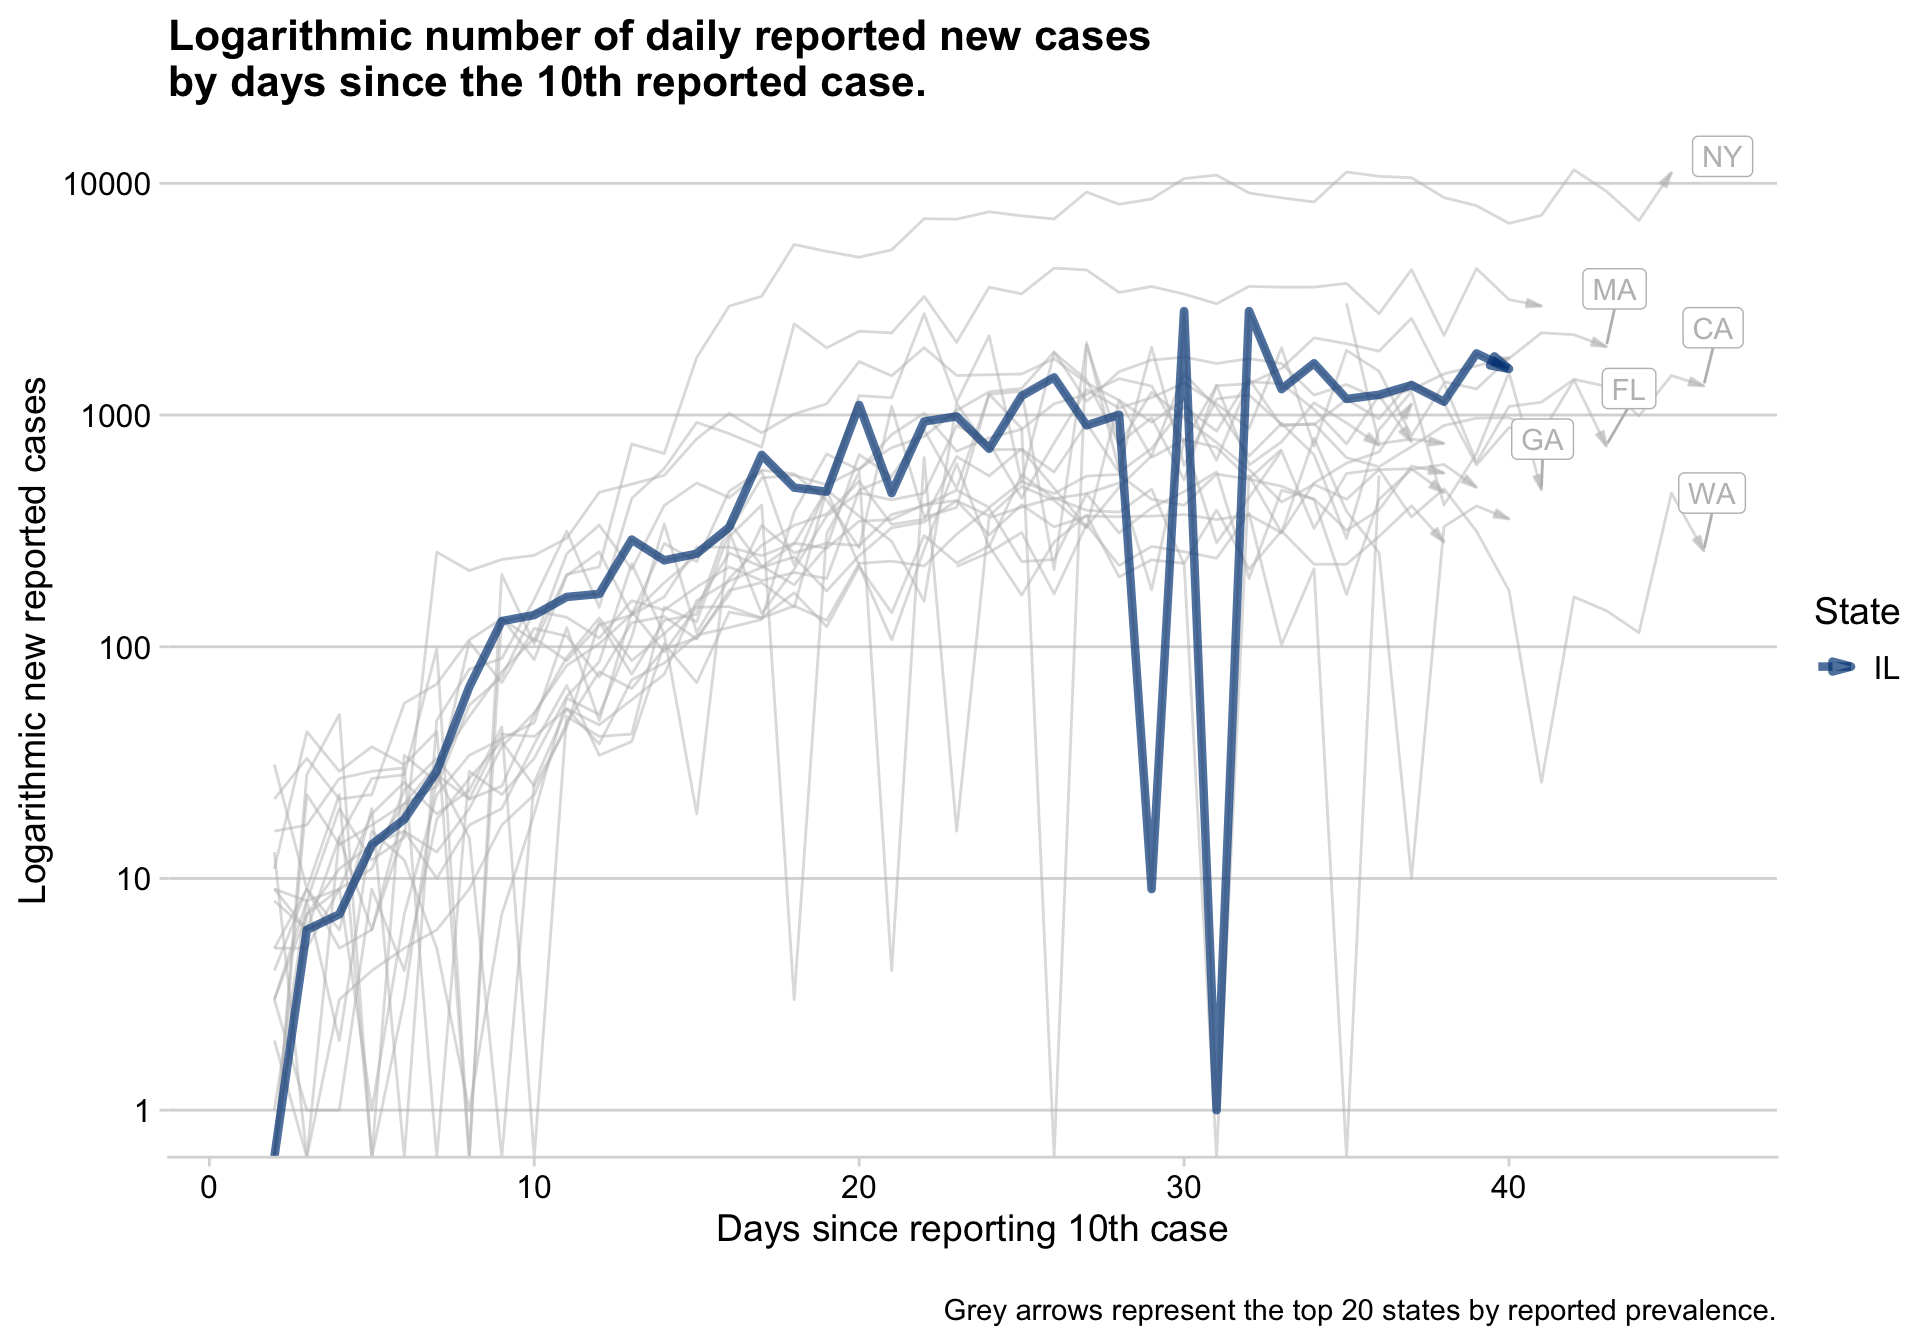 Logarithmic number of daily reported new cases
by days since the 10th reported case.
Logarithmic new reported cases
10000
1000
100
10
1
NY
MA
CA
FL
GA
WA
State
IL
0 10 20 30 40
Days since reporting 10th case
Grey arrows represent the top 20 states by reported prevalence.